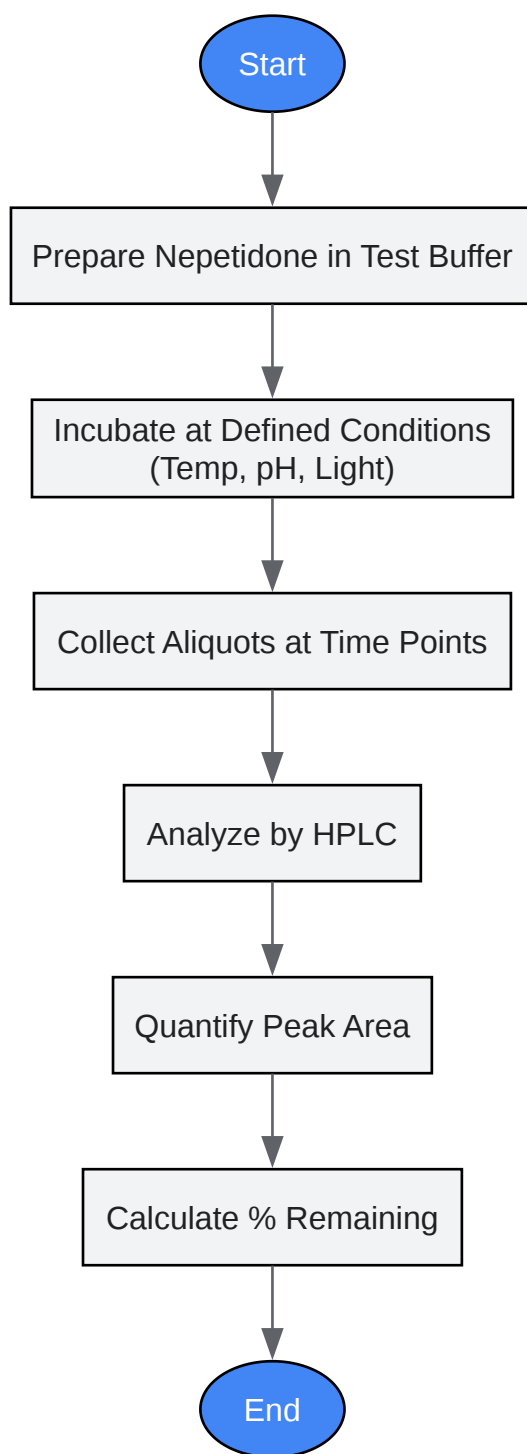 Start
Prepare Nepetidone in Test Buffer
Incubate at Defined Conditions
(Temp, pH, Light)
Collect Aliquots at Time Points
Analyze by HPLC
Quantify Peak Area
Calculate % Remaining
End